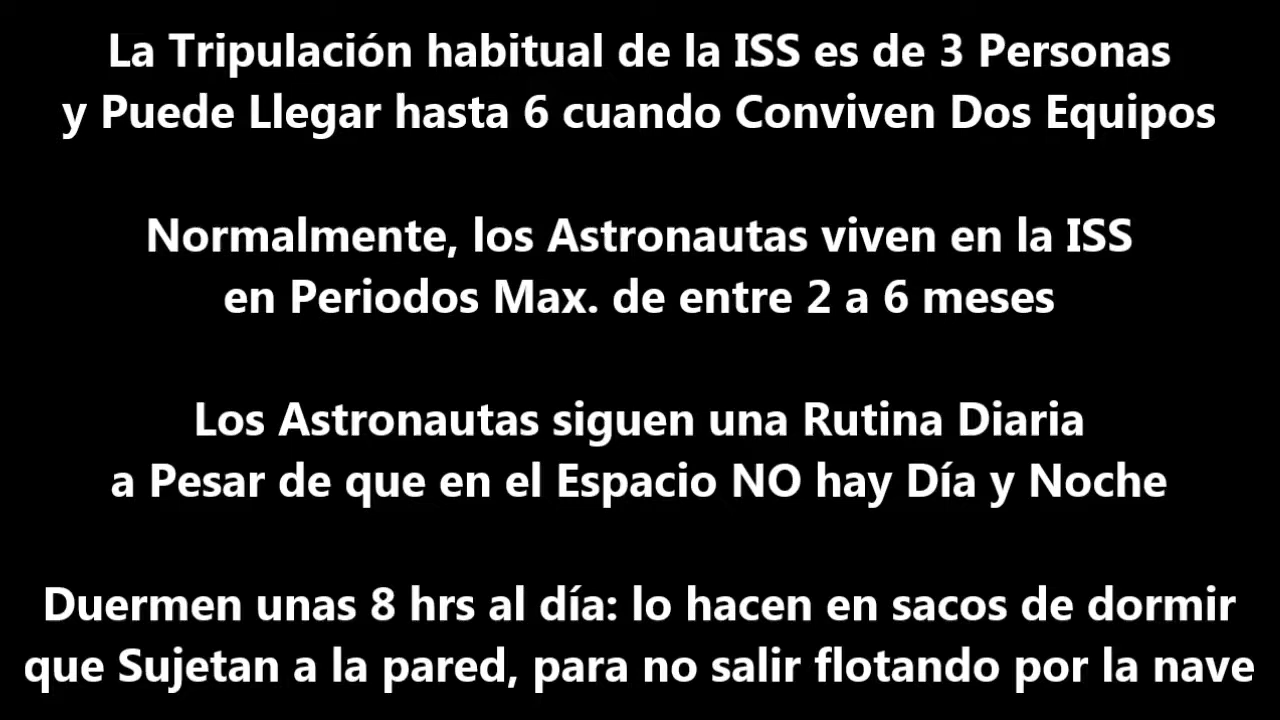 La Tripulación habitual de la ISS es de 3 Personas
y Puede Llegar hasta 6 cuando Conviven Dos Equipos
Normalmente, los Astronautas viven en la ISS
en Periodos Max. de entre 2 a 6 meses
Los Astronautas siguen una Rutina Diaria
a Pesar de que en el Espacio NO hay Día y Noche
Duermen unas 8 hrs al día: lo hacen en sacos de dormir
que Sujetan a la pared, para no salir flotando por la nave